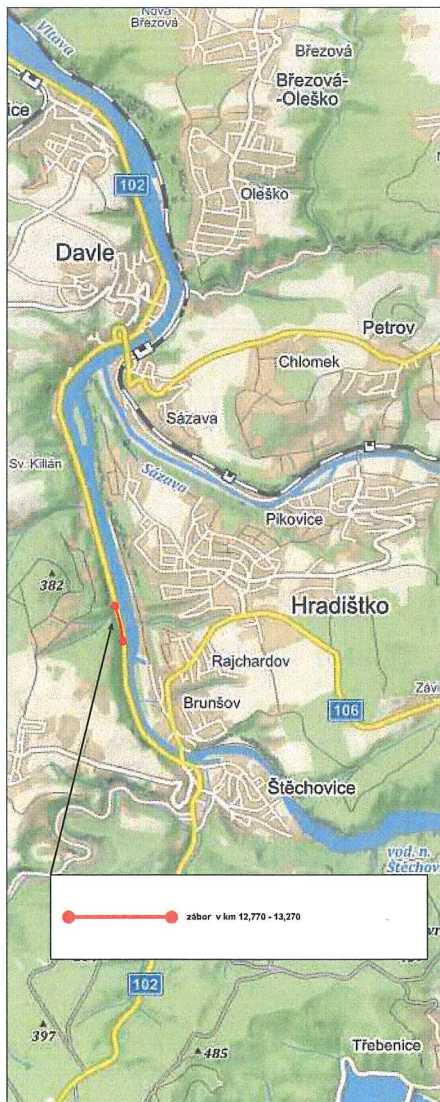 Vltava
Nová
Březová
Březová
Březová-
-Oleško
ice
102
Oleško
Davle
Petrov
Chlomek
Sázava
Sv. Kilián
Sázava
Pikovice
382
Hradištko
Rajchardov
Závi
Brunšov
106
Štěchovice
vod. n.
Štěchov
zábor v km 12,770 - 13,270
102
397
485
Třebenice